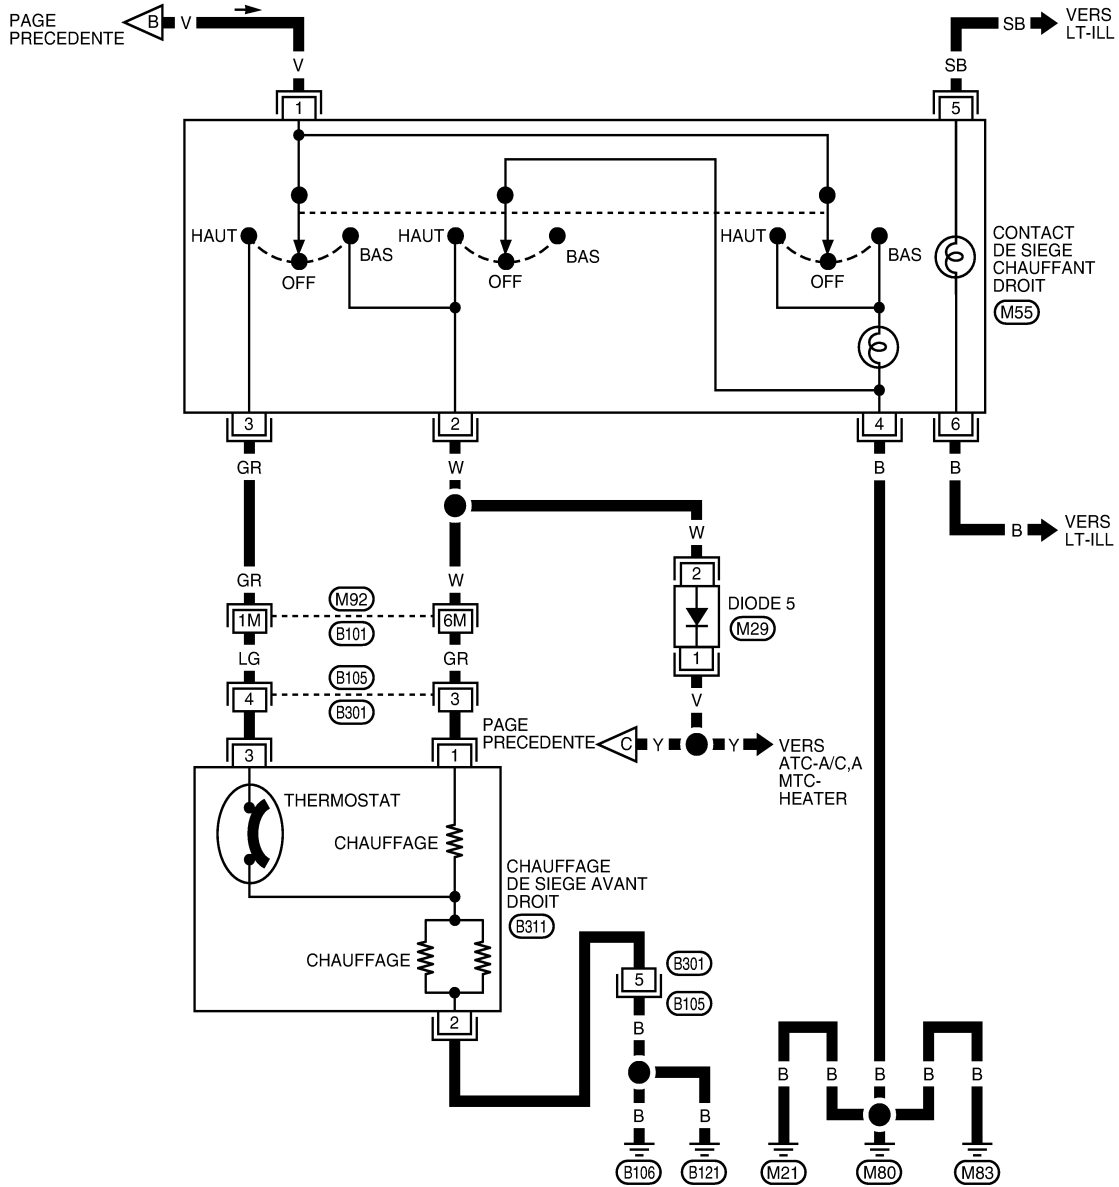 PAGE
PRECEDENTE
B
V
V
1
SB
VERS
LT-ILL
SB
5
HAUT
OFF
BAS
HAUT
OFF
BAS
HAUT
OFF
BAS
CONTACT
DE SIEGE
CHAUFFANT
DROIT
M55
3
2
4
6
GR
W
B
B
B
VERS
LT-ILL
W
GR
W
2
DIODE 5
M29
1
V
M92
1M
6M
B101
LG
GR
B105
4
3
B301
PAGE
PRECEDENTE
C
Y
Y
VERS
ATC-A/C,A
MTC-
HEATER
3
1
THERMOSTAT
CHAUFFAGE
CHAUFFAGE
DE SIEGE AVANT
DROIT
B311
CHAUFFAGE
2
B301
5
B105
B
B
B
B106
B121
B
B
B
B
B
M21
M80
M83